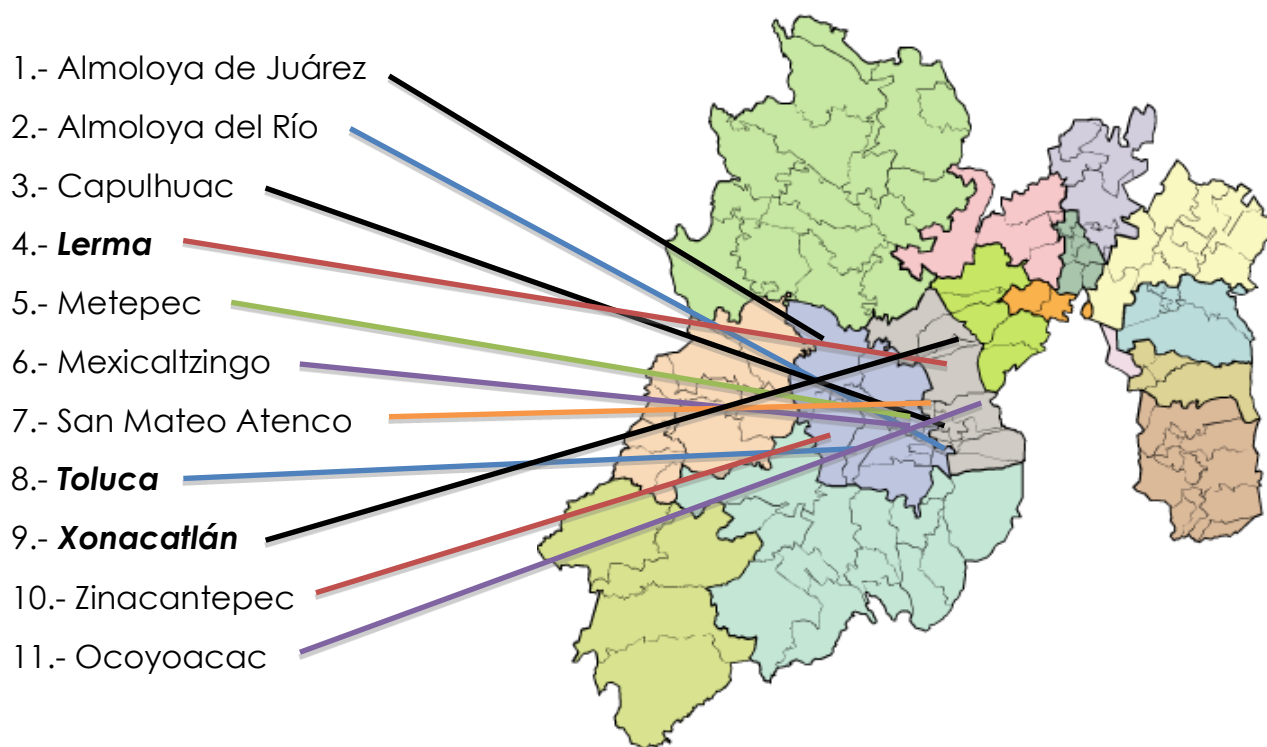 1.- Almoloya de Juárez
2.- Almoloya del Río
3.- Capulhuac
4.- Lerma
5.- Metepec
6.- Mexicaltzingo
7.- San Mateo Atenco
8.- Toluca
9.- Xonacatlán
10.- Zinacantepec
11.- Ocoyoacac